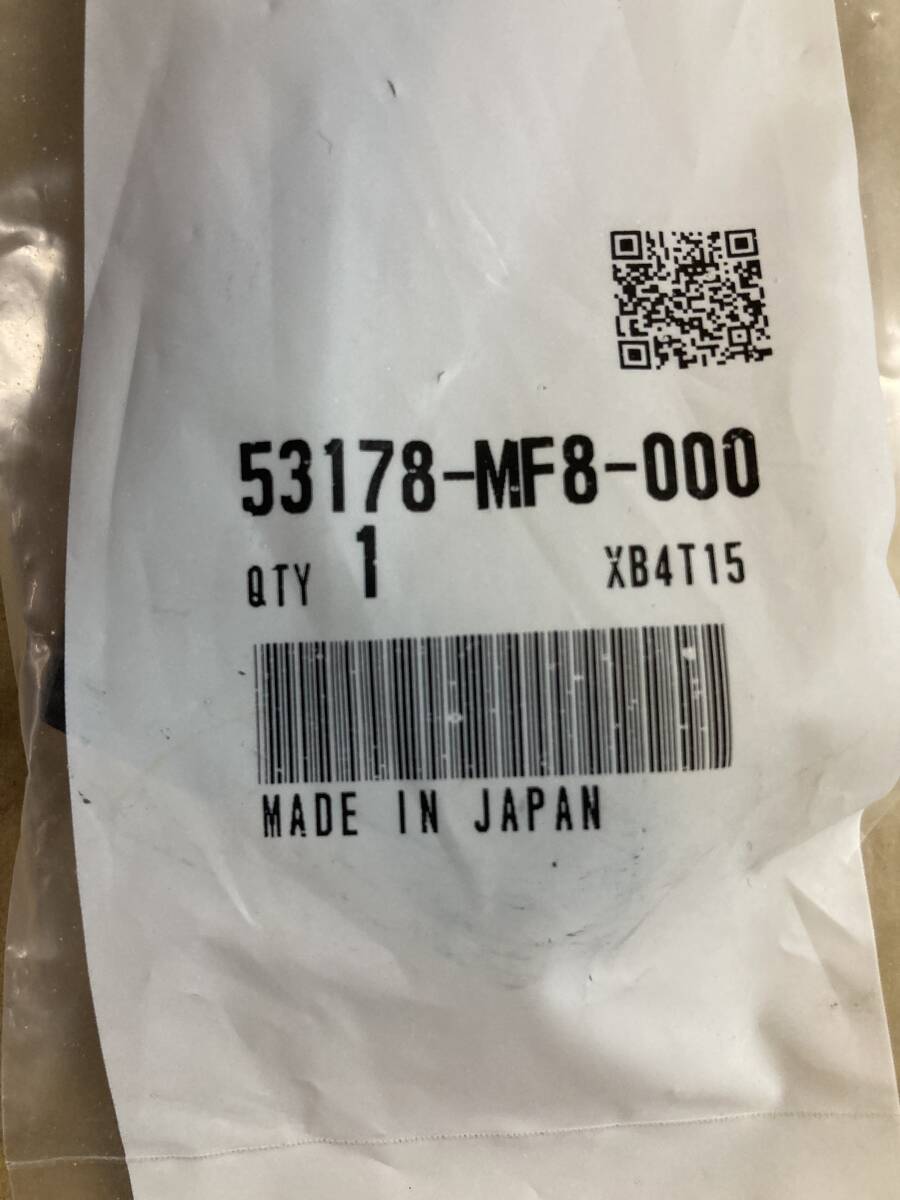 53178-MF8-000
QTY 1 XB4T15
MADE IN JAPAN